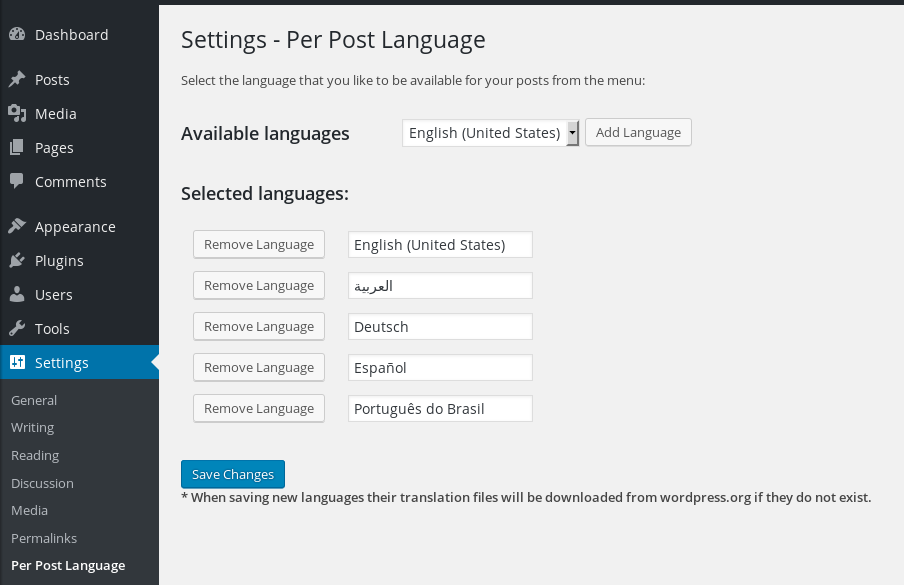 Dashboard
Posts
Media
Pages
Comments
Appearance
Plugins
Users
Tools
Settings
General
Writing
Reading
Discussion
Media
Permalinks
Per Post Language
Settings - Per Post Language
Select the language that you like to be available for your posts from the menu:
Available languages English (United States) Add Language
Selected languages:
Remove Language English (United States)
Remove Language العربية
Remove Language Deutsch
Remove Language Español
Remove Language Português do Brasil
Save Changes
* When saving new languages their translation files will be downloaded from wordpress.org if they do not exist.